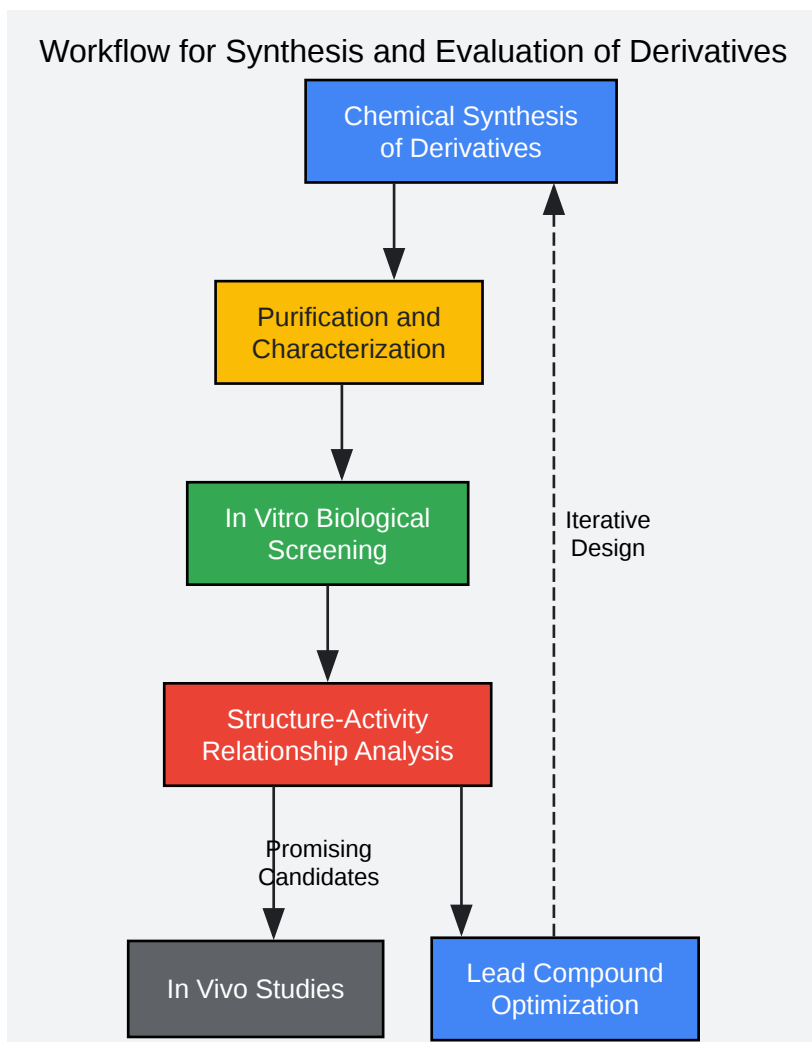 Workflow for Synthesis and Evaluation of Derivatives
Chemical Synthesis
of Derivatives
Purification and
Characterization
In Vitro Biological
Screening
Iterative
Design
Structure-Activity
Relationship Analysis
Promising
Candidates
In Vivo Studies
Lead Compound
Optimization